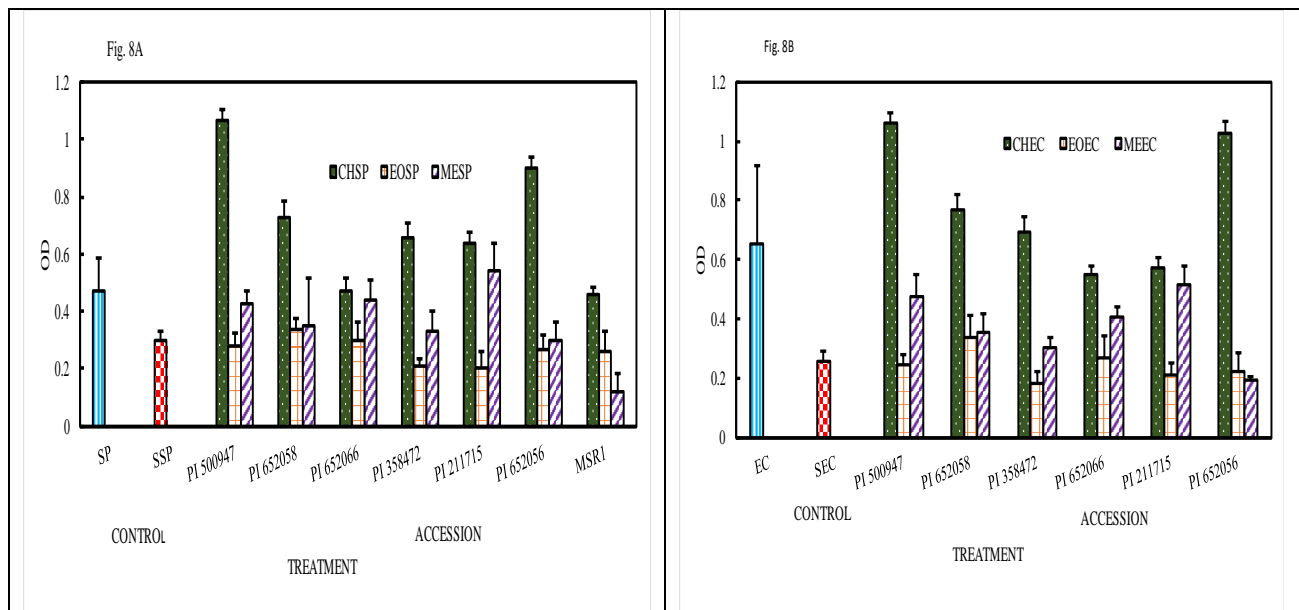 Fig. 8A
1.2
1
0.8
0.6
0.4
0.2
0
OD
CHSP EOSP MESP
SP SSP PI 500947 PI 652058 PI 652066 PI 358472 PI 211715 PI 652056 MSR1
CONTROL ACCESSION
TREATMENT
Fig. 8B
1.2
1
0.8
0.6
0.4
0.2
0
OD
CHEC EOEC MEEC
EC SEC PI 500947 PI 652058 PI 358472 PI 652066 PI 211715 PI 652056
CONTROL ACCESSION
TREATMENT